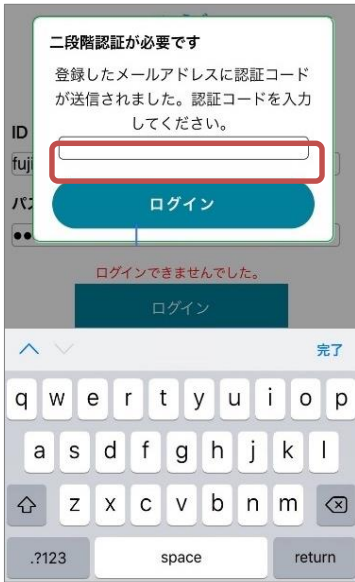 二段階認証が必要です
登録したメールアドレスに認証コード
が送信されました。認証コードを入力
してください。
ID
fuji
ログイン
••
ログインできませんでした。
ログイン
完了
q w e r t y u i o p
a s d f g h j k l
z x c v b n m
.?123 space return